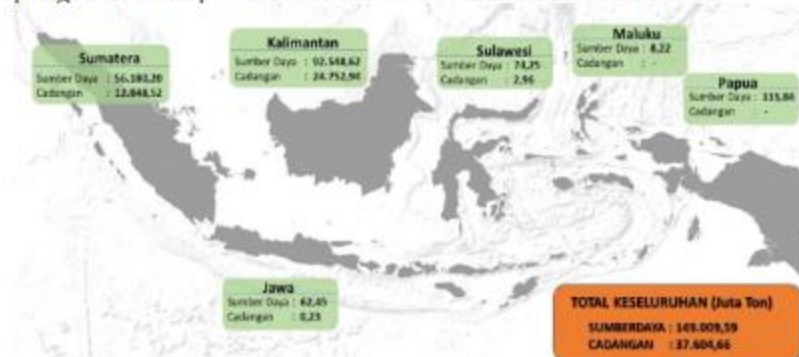 Sumatera
Sumber Daya : 56.180,20
Cadangan : 12.848,52
Kalimantan
Sumber Daya : 92.548,62
Cadangan : 24.752,94
Sulawesi
Sumber Daya : 74,25
Cadangan : 2,96
Maluku
Sumber Daya : 8,22
Cadangan : -
Papua
Sumber Daya : 135,84
Cadangan : -
Jawa
Sumber Daya : 62,45
Cadangan : 0,23
TOTAL KESELURUHAN (Juta Ton)
SUMBERDAYA : 149.009,59
CADANGAN : 37.604,66